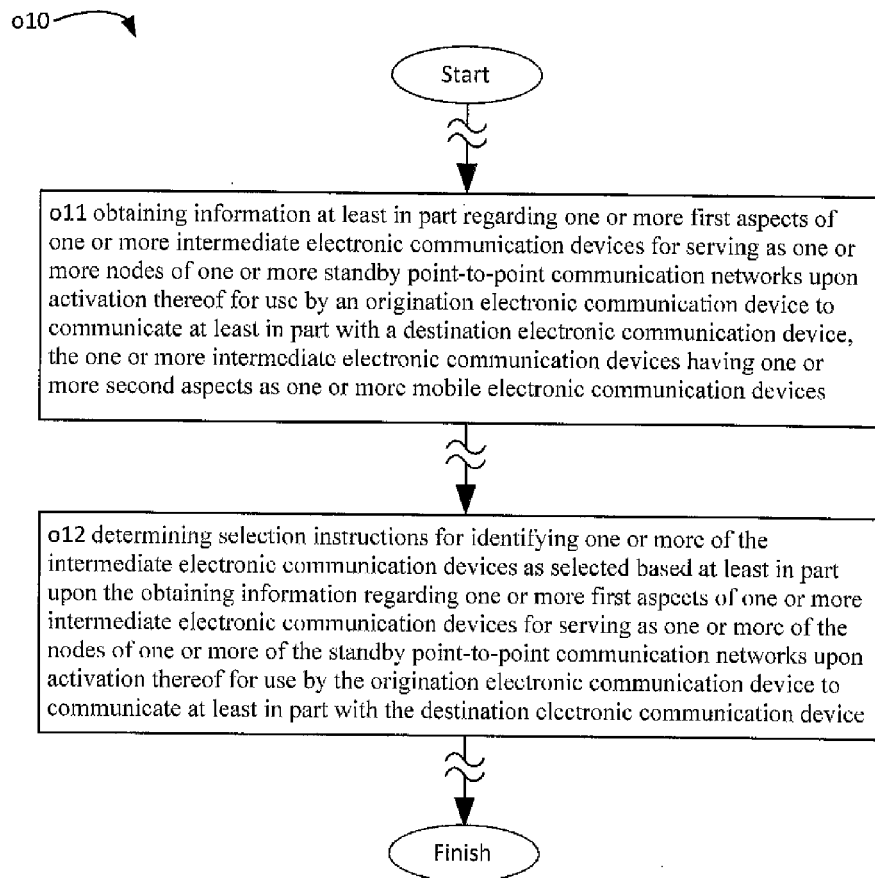 o10
Start
o11 obtaining information at least in part regarding one or more first aspects of
one or more intermediate electronic communication devices for serving as one or
more nodes of one or more standby point-to-point communication networks upon
activation thereof for use by an origination electronic communication device to
communicate at least in part with a destination electronic communication device,
the one or more intermediate electronic communication devices having one or
more second aspects as one or more mobile electronic communication devices
o12 determining selection instructions for identifying one or more of the
intermediate electronic communication devices as selected based at least in part
upon the obtaining information regarding one or more first aspects of one or more
intermediate electronic communication devices for serving as one or more of the
nodes of one or more of the standby point-to-point communication networks upon
activation thereof for use by the origination electronic communication device to
communicate at least in part with the destination electronic communication device
Finish